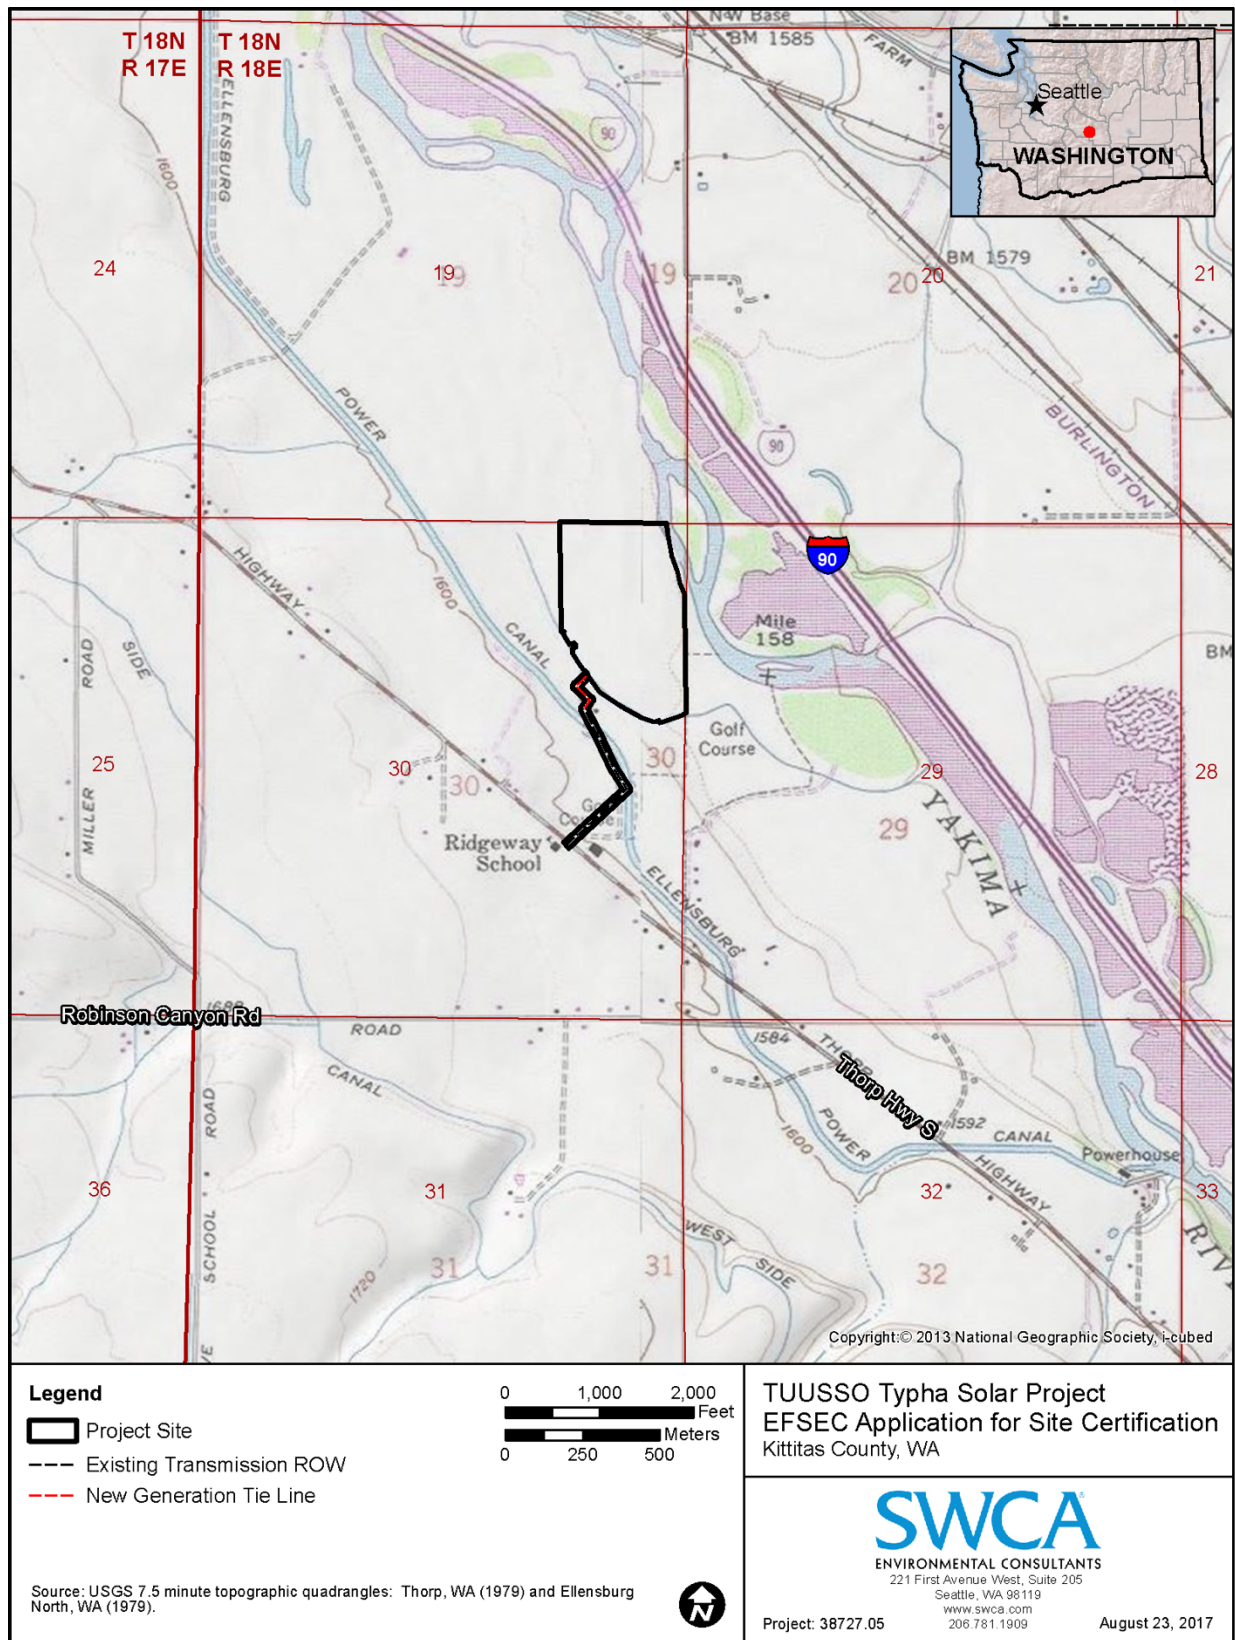 T 18N
R 17E
T 18N
R 18E
N W Base
BM 1585
FARM
Seattle
WASHINGTON
ELLENSBURG
1600
90
24
19
19
19
BM 1579
20
20
21
POWER
BURLINGTON
90
HIGHWAY
1600
CANAL
90
Mile
158
BM
ROAD
SIDE
MILLER
25
30
30
30
Golf
Course
29
28
29
YAKIMA
Ridgeway
School
ELLENSBURG
1680
Robinson Canyon Rd
ROAD
1584
THORP
Thorp Hwy S
CANAL
ROAD
POWER
1600
1592
CANAL
HIGHWAY
Powerhouse
36
31
32
33
SCHOOL
WEST
SIDE
1720
31
31
32
RIV
VE
Copyright:© 2013 National Geographic Society, i-cubed
Legend
Project Site
Existing Transmission ROW
New Generation Tie Line
0 1,000 2,000
Feet
Meters
0 250 500
Source: USGS 7.5 minute topographic quadrangles: Thorp, WA (1979) and Ellensburg
North, WA (1979).
N
TUUSSO Typha Solar Project
EFSEC Application for Site Certification
Kittitas County, WA
SWCA
ENVIRONMENTAL CONSULTANTS
221 First Avenue West, Suite 205
Seattle, WA 98119
www.swca.com
206.781.1909
Project: 38727.05
August 23, 2017